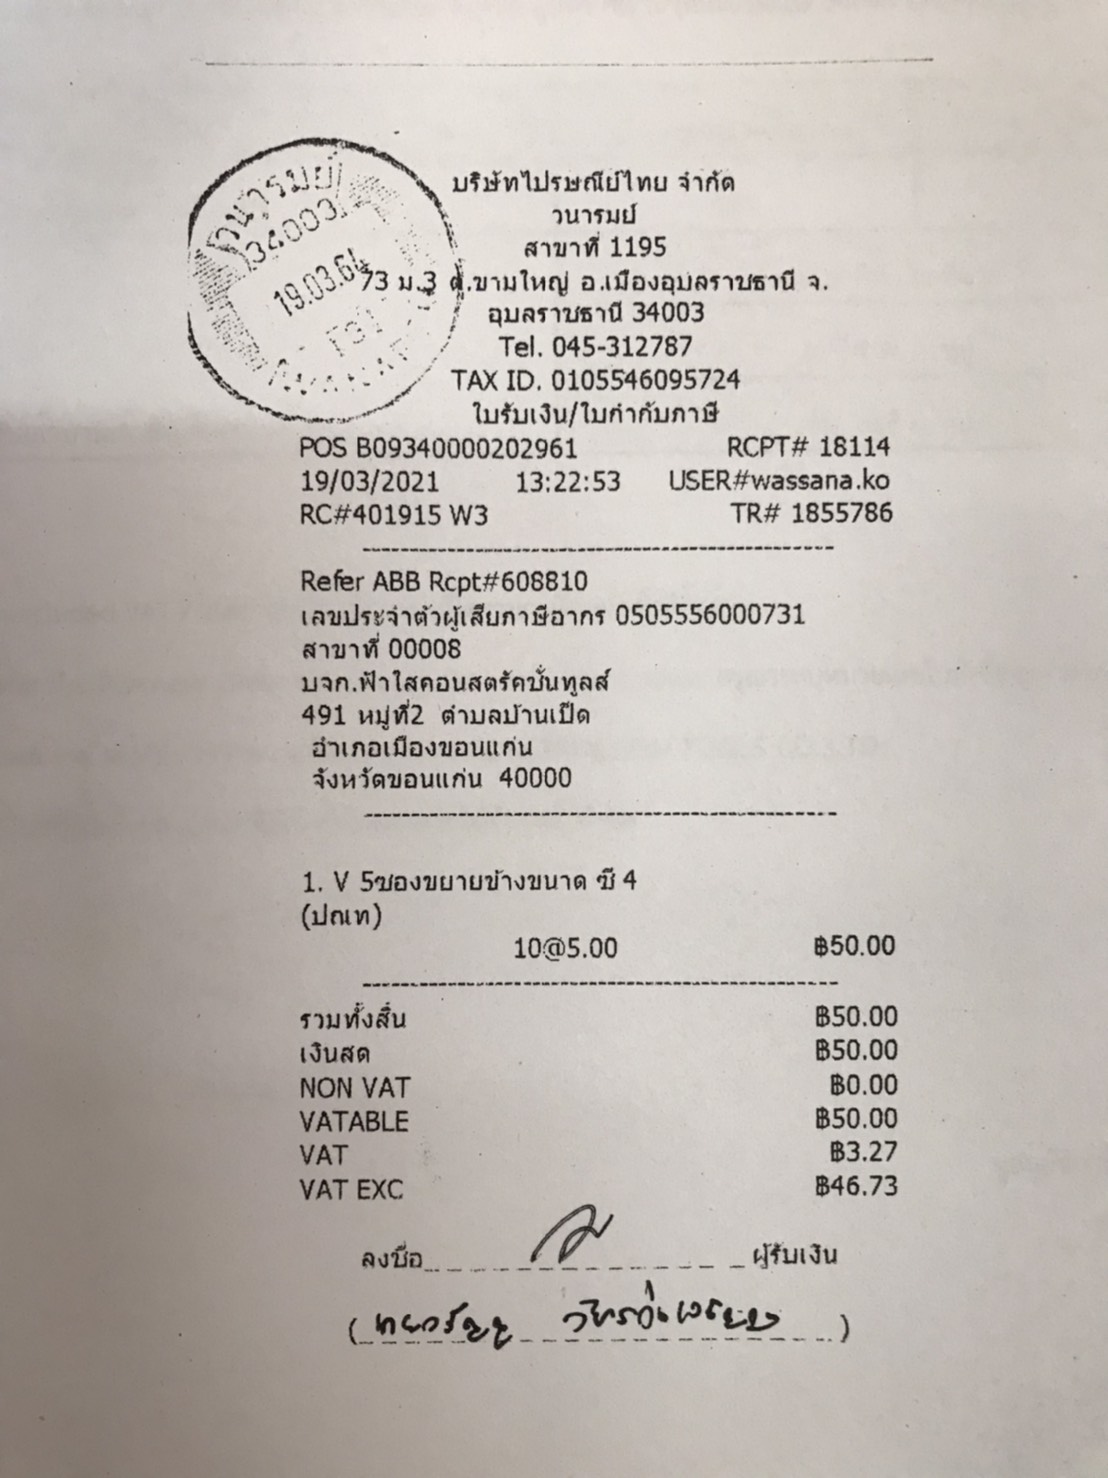 วนารมย์
34003
19.03.64
บริษัทไปรษณีย์ไทย จำกัด
วนารมย์
สาขาที่ 1195
73 ม.3 ต.ขามใหญ่ อ.เมืองอุบลราชธานี จ.
อุบลราชธานี 34003
Tel. 045-312787
TAX ID. 0105546095724
ใบรับเงิน/ใบกำกับภาษี
POS B09340000202961 RCPT# 18114
19/03/2021 13:22:53 USER#wassana.ko
RC#401915 W3 TR# 1855786
Refer ABB Rcpt#608810
เลขประจำตัวผู้เสียภาษีอากร 0505556000731
สาขาที่ 00008
บจก.ฟ้าใสคอนสตรัคชั่นทูลส์
491 หมู่ที่2 ตำบลบ้านเป็ด
อำเภอเมืองขอนแก่น
จังหวัดขอนแก่น 40000
1. V 5ซองขยายข้างขนาด ซี 4
(ปณท)
10@5.00 ฿50.00
รวมทั้งสิ้น ฿50.00
เงินสด ฿50.00
NON VAT ฿0.00
VATABLE ฿50.00
VAT ฿3.27
VAT EXC ฿46.73
ลงชื่อ ผู้รับเงิน